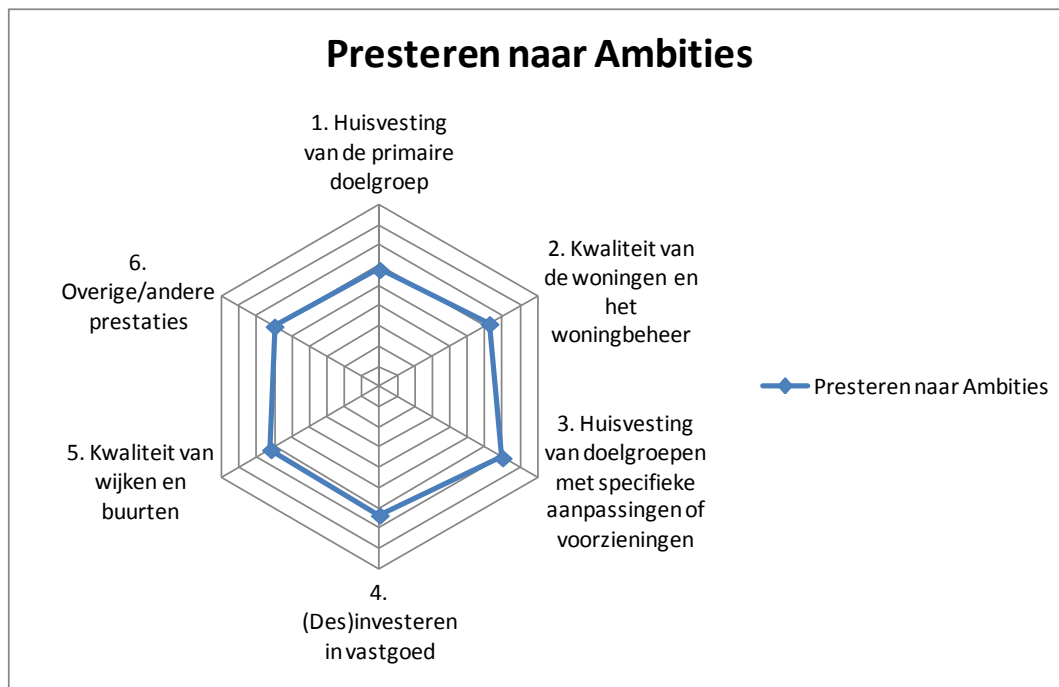 Presteren naar Ambities
1. Huisvesting
van de primaire
doelgroep
2. Kwaliteit van
de woningen en
het
woningbeheer
3. Huisvesting
van doelgroepen
met specifieke
aanpassingen of
voorzieningen
4.
(Des)investeren
in vastgoed
5. Kwaliteit van
wijken en
buurten
6.
Overige/andere
prestaties
Presteren naar Ambities